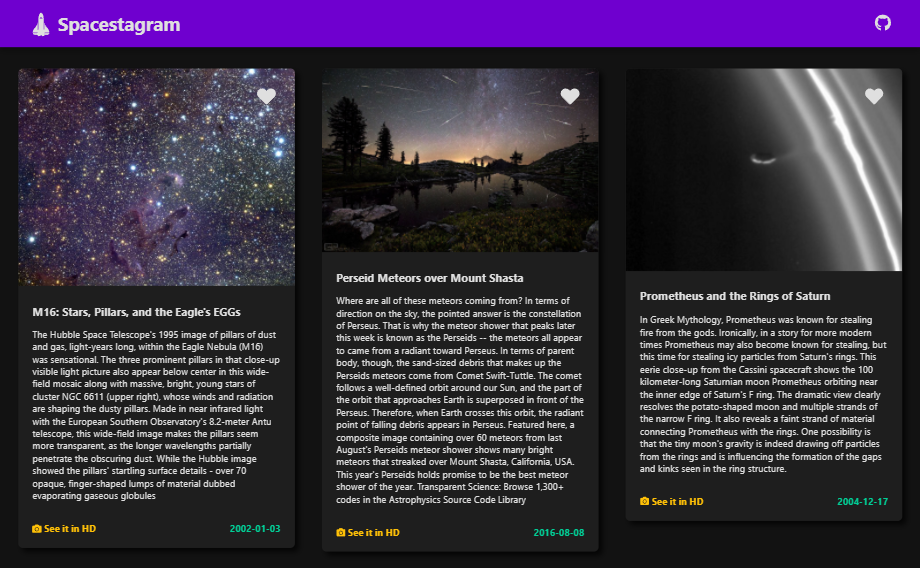 Spacestagram
M16: Stars, Pillars, and the Eagle's EGGs
The Hubble Space Telescope's 1995 image of pillars of dust
and gas, light-years long, within the Eagle Nebula (M16)
was sensational. The three prominent pillars in that close-up
visible light picture also appear below center in this wide-
field mosaic along with massive, bright, young stars of
cluster NGC 6611 (upper right), whose winds and radiation
are shaping the dusty pillars. Made in near infrared light
with the European Southern Observatory's 8.2-meter Antu
telescope, this wide-field image makes the pillars seem
more transparent, as the longer wavelengths partially
penetrate the obscuring dust. While the Hubble image
showed the pillars' startling surface details - over 70
opaque, finger-shaped lumps of material dubbed
evaporating gaseous globules
See it in HD
2002-01-03
Perseid Meteors over Mount Shasta
Where are all of these meteors coming from? In terms of
direction on the sky, the pointed answer is the constellation
of Perseus. That is why the meteor shower that peaks later
this week is known as the Perseids -- the meteors all appear
to came from a radiant toward Perseus. In terms of parent
body, though, the sand-sized debris that makes up the
Perseids meteors come from Comet Swift-Tuttle. The comet
follows a well-defined orbit around our Sun, and the part of
the orbit that approaches Earth is superposed in front of the
Perseus. Therefore, when Earth crosses this orbit, the radiant
point of falling debris appears in Perseus. Featured here, a
composite image containing over 60 meteors from last
August's Perseids meteor shower shows many bright
meteors that streaked over Mount Shasta, California, USA.
This year's Perseids holds promise to be the best meteor
shower of the year. Transparent Science: Browse 1,300+
codes in the Astrophysics Source Code Library
See it in HD
2016-08-08
Prometheus and the Rings of Saturn
In Greek Mythology, Prometheus was known for stealing
fire from the gods. Ironically, in a story for more modern
times Prometheus may also become known for stealing, but
this time for stealing icy particles from Saturn's rings. This
eerie close-up from the Cassini spacecraft shows the 100
kilometer-long Saturnian moon Prometheus orbiting near
the inner edge of Saturn's F ring. The dramatic view clearly
resolves the potato-shaped moon and multiple strands of
the narrow F ring. It also reveals a faint strand of material
connecting Prometheus with the rings. One possibility is
that the tiny moon's gravity is indeed drawing off particles
from the rings and is influencing the formation of the gaps
and kinks seen in the ring structure.
See it in HD
2004-12-17